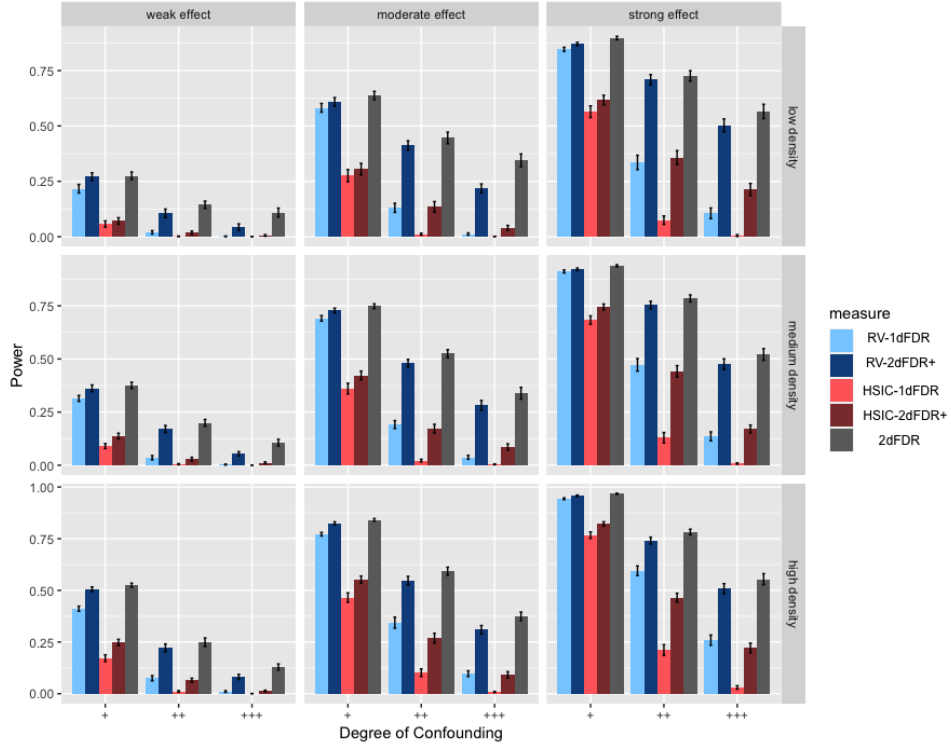 weak effect
moderate effect
strong effect
0.75
0.50
0.25
0.00
low density
0.75
0.50
0.25
0.00
medium density
1.00
0.75
0.50
0.25
0.00
high density
Power
+ ++ +++
+ ++ +++
+ ++ +++
Degree of Confounding
measure
RV-1dFDR
RV-2dFDR+
HSIC-1dFDR
HSIC-2dFDR+
2dFDR